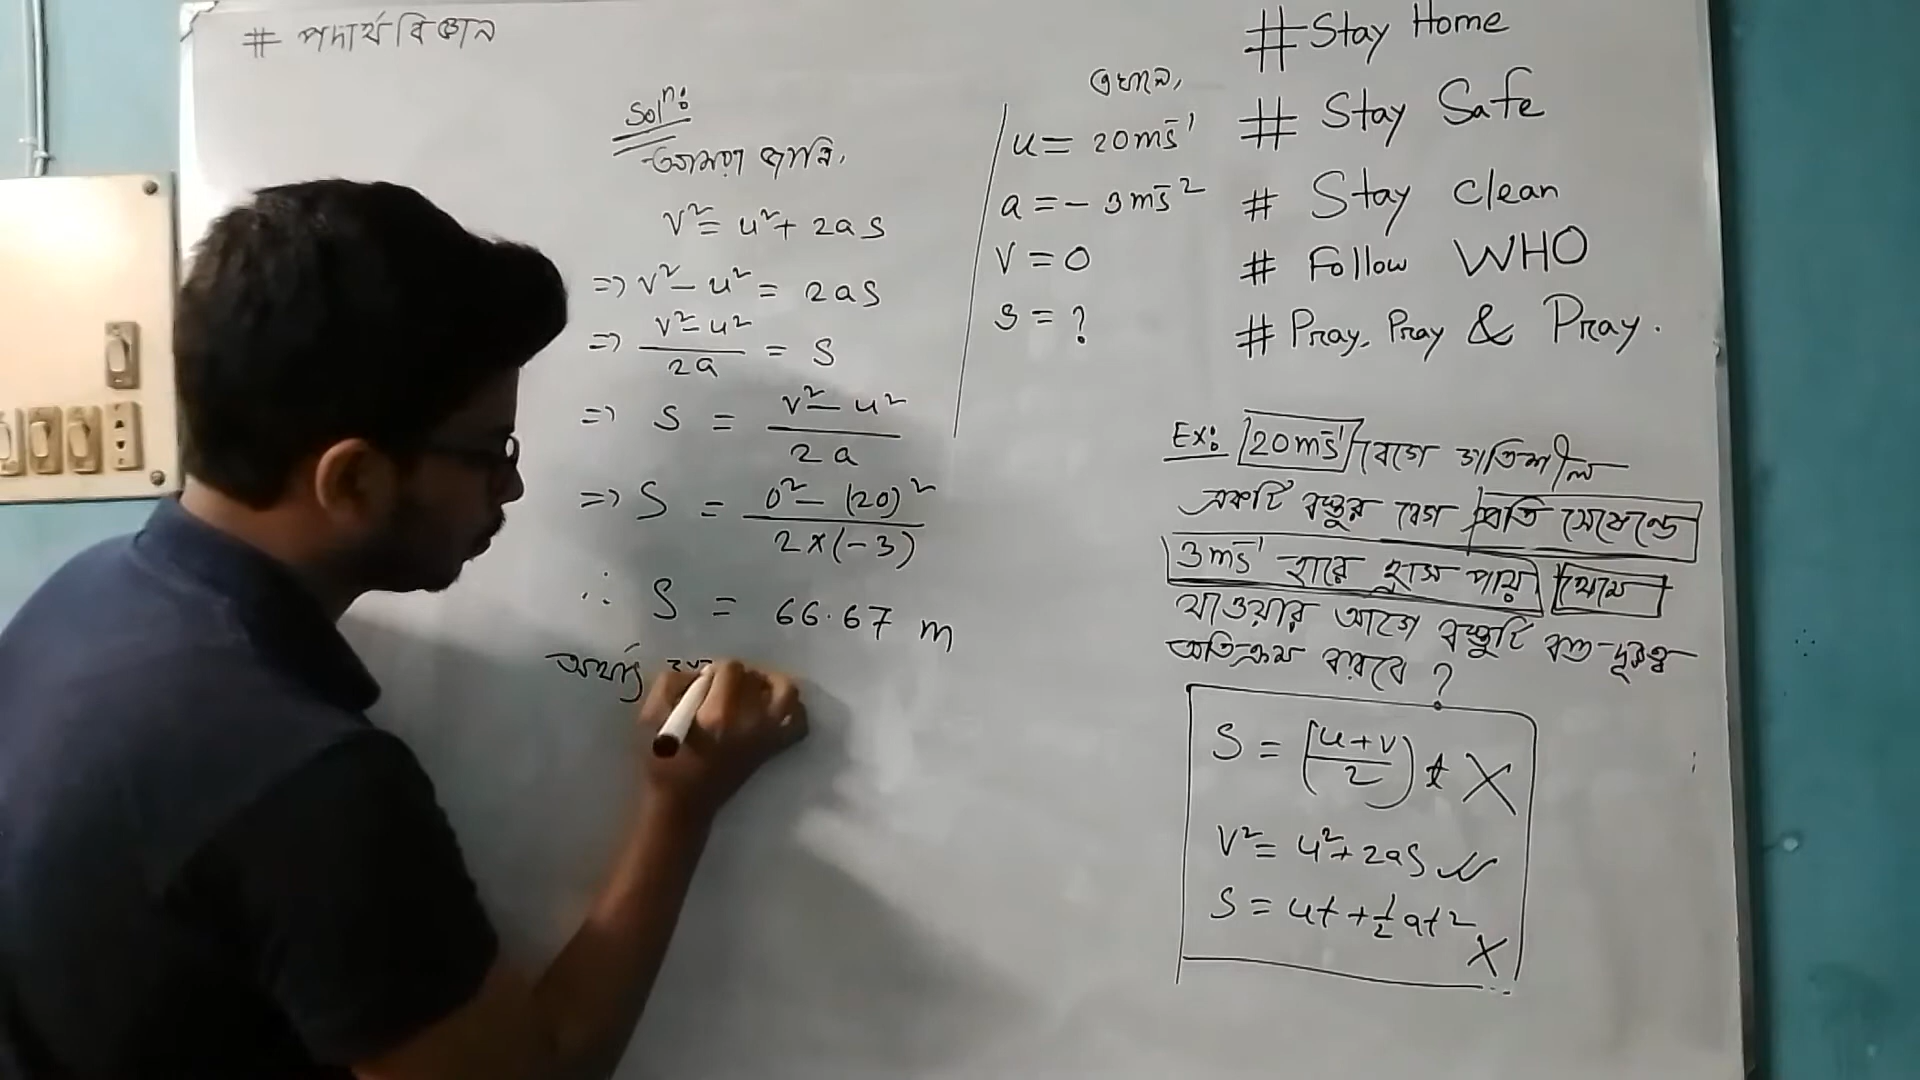 # পদার্থ বিজ্ঞান
Solⁿ:
আমরা জানি,
v² = u² + 2as
=> v² - u² = 2as
=> v² - u² / 2a = s
=> s = v² - u² / 2a
=> s = 0² - (20)² / 2×(-3)
∴ s = 66.67 m
অর্থাৎ
এখানে,
u = 20ms⁻¹
a = - 3ms⁻²
v = 0
s = ?
# Stay Home
# Stay Safe
# Stay clean
# Follow WHO
# Pray, Pray & Pray.
Ex: 20ms⁻¹ বেগে গতিশীল
একটি বস্তুর বেগ প্রতি সেকেন্ডে
3ms⁻¹ হারে হ্রাস পায় থেমে
যাওয়ার আগে বস্তুটি কত দূরত্ব
অতিক্রম করবে ?
S = (u+v / 2) t X
v² = u² + 2as
S = ut + ½ at² X